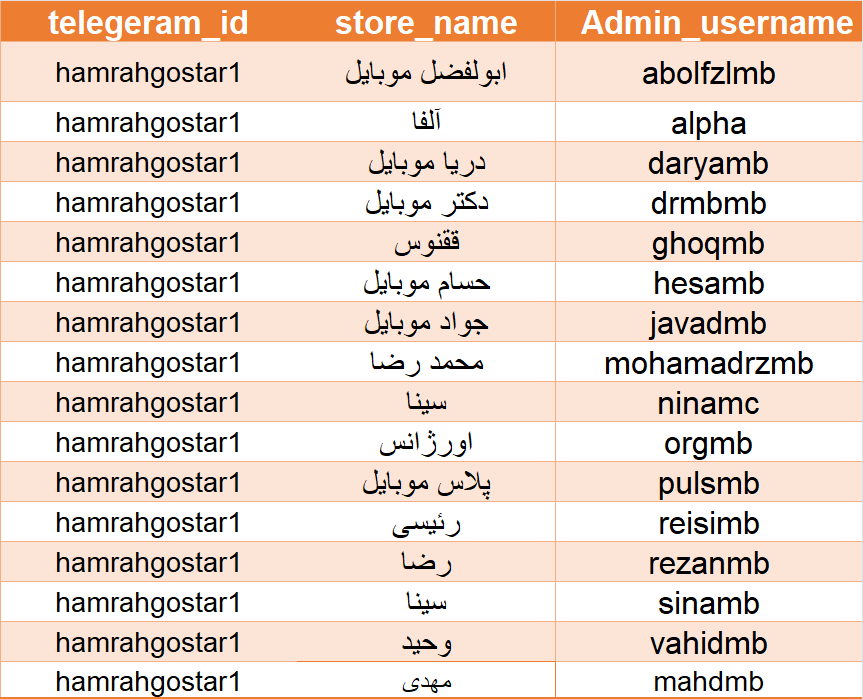 telegeram_id store_name Admin_username
hamrahgostar1 ابولفضل موبایل abolfzlmb
hamrahgostar1 آلفا alpha
hamrahgostar1 دریا موبایل daryamb
hamrahgostar1 دکتر موبایل drmbmb
hamrahgostar1 ققنوس ghoqmb
hamrahgostar1 حسام موبایل hesamb
hamrahgostar1 جواد موبایل javadmb
hamrahgostar1 محمد رضا mohamadrzmb
hamrahgostar1 سینا ninamc
hamrahgostar1 اورژانس orgmb
hamrahgostar1 پلاس موبایل pulsmb
hamrahgostar1 رئیسی reisimb
hamrahgostar1 رضا rezanmb
hamrahgostar1 سینا sinamb
hamrahgostar1 وحید vahidmb
hamrahgostar1 مهدی mahdmb